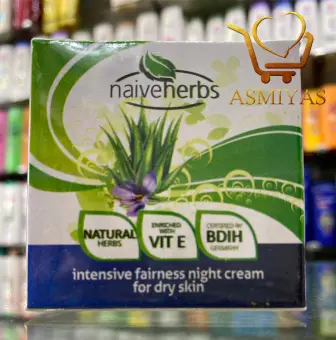 ASMIYAS
naiveherbs
NATURAL
HERBS
ENRICHED
WITH
VIT E
CERTIFIED BY
BDIH
GERMANY
intensive fairness night cream
for dry skin